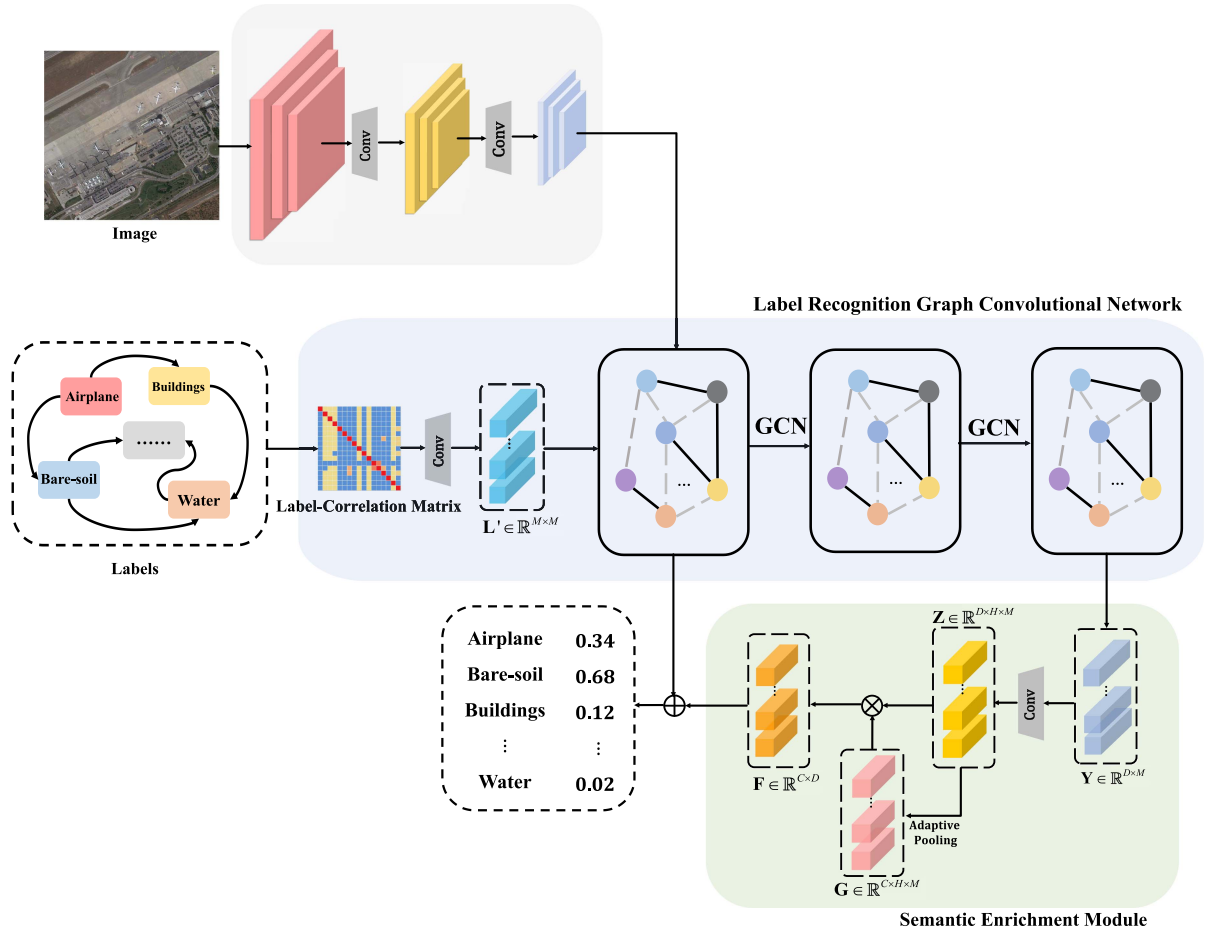 Conv
Conv
Image
Label Recognition Graph Convolutional Network
Airplane
Buildings
......
Bare-soil
Water
Labels
Label-Correlation Matrix
Conv
...
L' ∈ ℝ^{M×M}
GCN
GCN
...
...
...
Airplane 0.34
Bare-soil 0.68
Buildings 0.12
... ...
Water 0.02
F ∈ ℝ^{C×D}
...
Z ∈ ℝ^{D×H×M}
...
Conv
Y ∈ ℝ^{D×M}
...
Adaptive
Pooling
G ∈ ℝ^{C×H×M}
...
Semantic Enrichment Module